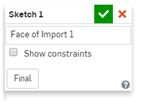 Sketch 1
Face of Import 1
Show constraints
Final